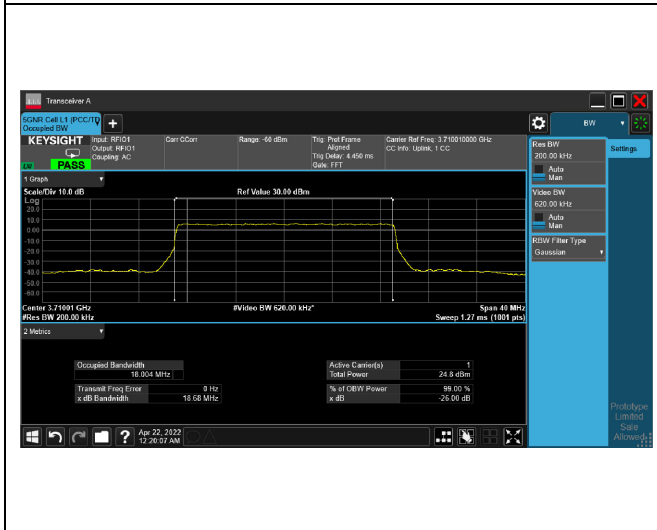 Transceiver A
5GNR Cell L1 (PCC/TD
Occupied BW
BW
KEYSIGHT
PASS
Input: RFIO1
Output: RFIO1
Coupling: AC
Corr CCorr
Range: -60 dBm
Trig: Prot Frame
Aligned
Trig Delay: 4.450 ms
Gate: FFT
Carrier Ref Freq: 3.710010000 GHz
CC Info: Uplink, 1 CC
Res BW
200.00 kHz
Auto
Man
Settings
Video BW
620.00 kHz
Auto
Man
RBW Filter Type
Gaussian
1 Graph
Scale/Div 10.0 dB
Ref Value 30.00 dBm
Log
20.0
10.0
0.00
-10.0
-20.0
-30.0
-40.0
-50.0
-60.0
Center 3.71001 GHz
#Video BW 620.00 kHz*
Span 40 MHz
#Res BW 200.00 kHz
Sweep 1.27 ms (1001 pts)
2 Metrics
Occupied Bandwidth
18.004 MHz
Transmit Freq Error 0 Hz
x dB Bandwidth 18.68 MHz
Active Carrier(s) 1
Total Power 24.8 dBm
% of OBW Power 99.00 %
x dB -26.00 dB
Prototype
Limited
Sale
Allowed
?
Apr 22, 2022
12:20:07 AM